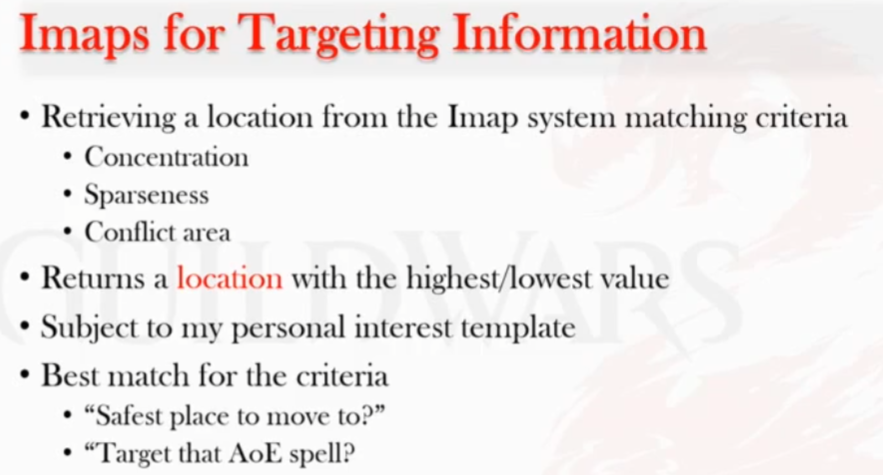 Imaps for Targeting Information
• Retrieving a location from the Imap system matching criteria
• Concentration
• Sparseness
• Conflict area
• Returns a location with the highest/lowest value
• Subject to my personal interest template
• Best match for the criteria
• “Safest place to move to?”
• “Target that AoE spell?
GUILDWARS